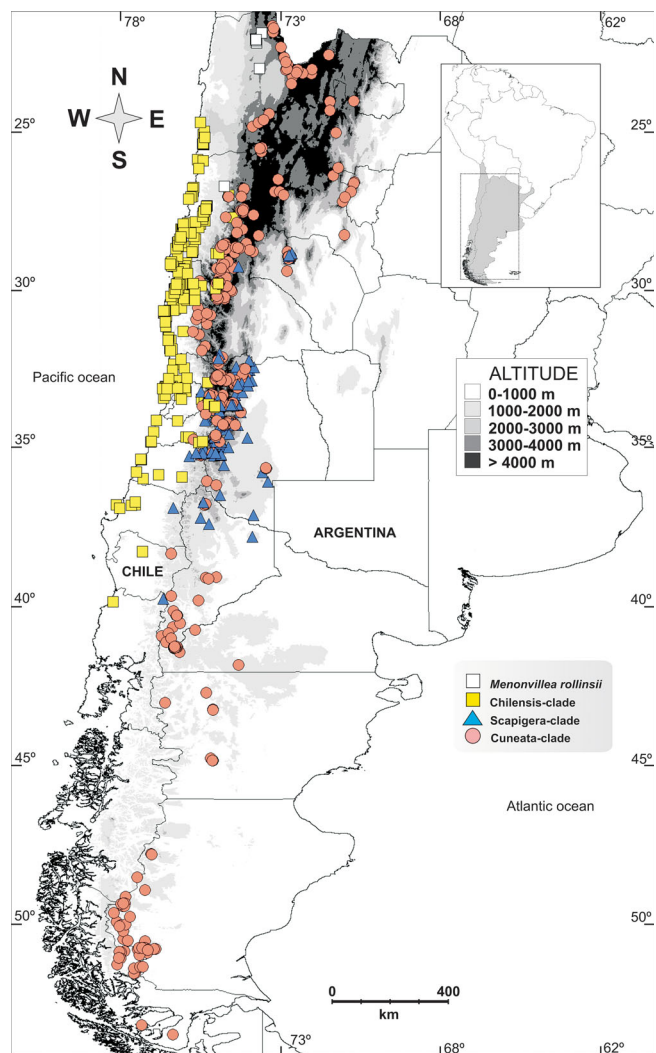 78º 73º 68º 62º
N
W E
S
25º 25º
30º 30º
Pacific ocean
ALTITUDE
0-1000 m
1000-2000 m
2000-3000 m
3000-4000 m
> 4000 m
35º 35º
ARGENTINA
CHILE
40º 40º
Menonvillea rollinsii
Chilensis-clade
Scapigera-clade
Cuneata-clade
45º 45º
Atlantic ocean
50º 50º
0 400
km
73º 68º 62º